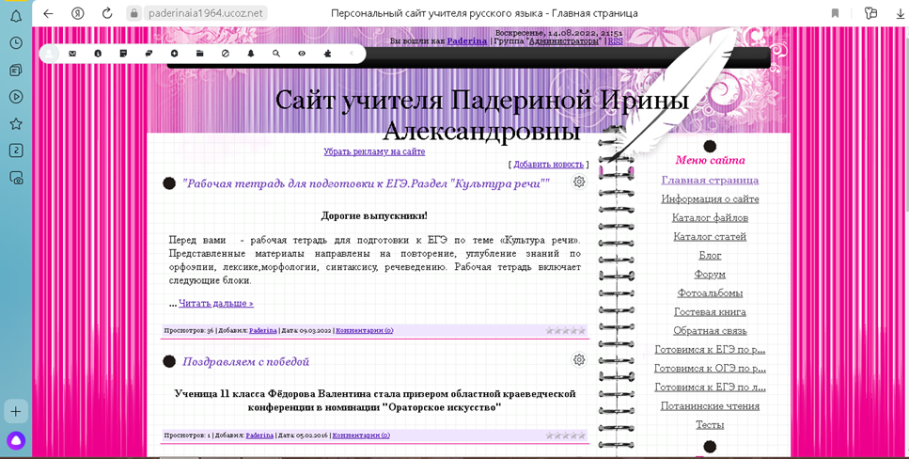 paderinaia1964.ucoz.net
Персональный сайт учителя русского языка - Главная страница
Воскресенье, 14.08.2022, 21:51
Вы вошли как Paderina | Группа "Администраторы" | RSS
Сайт учителя Падериной Ирины
Александровны
Убрать рекламу на сайте
[ Добавить новость ]
"Рабочая тетрадь для подготовки к ЕГЭ.Раздел "Культура речи""
Дорогие выпускники!
Перед вами - рабочая тетрадь для подготовки к ЕГЭ по теме «Культура речи».
Представленные материалы направлены на повторение, углубление знаний по
орфоэпии, лексике,морфологии, синтаксису, речеведению. Рабочая тетрадь включает
следующие блоки.
... Читать дальше »
Просмотров: 36 | Добавил: Paderina | Дата: 09.03.2022 | Комментарии (0)
Поздравляем с победой
Ученица 11 класса Фёдорова Валентина стала призером областной краеведческой
конференции в номинации "Ораторское искусство"
Просмотров: 1 | Добавил: Paderina | Дата: 05.02.2016 | Комментарии (0)
Меню сайта
Главная страница
Информация о сайте
Каталог файлов
Каталог статей
Блог
Форум
Фотоальбомы
Гостевая книга
Обратная связь
Готовимся к ЕГЭ по р...
Готовимся к ОГЭ по р...
Готовимся к ЕГЭ по л...
Потанинские чтения
Тесты
2